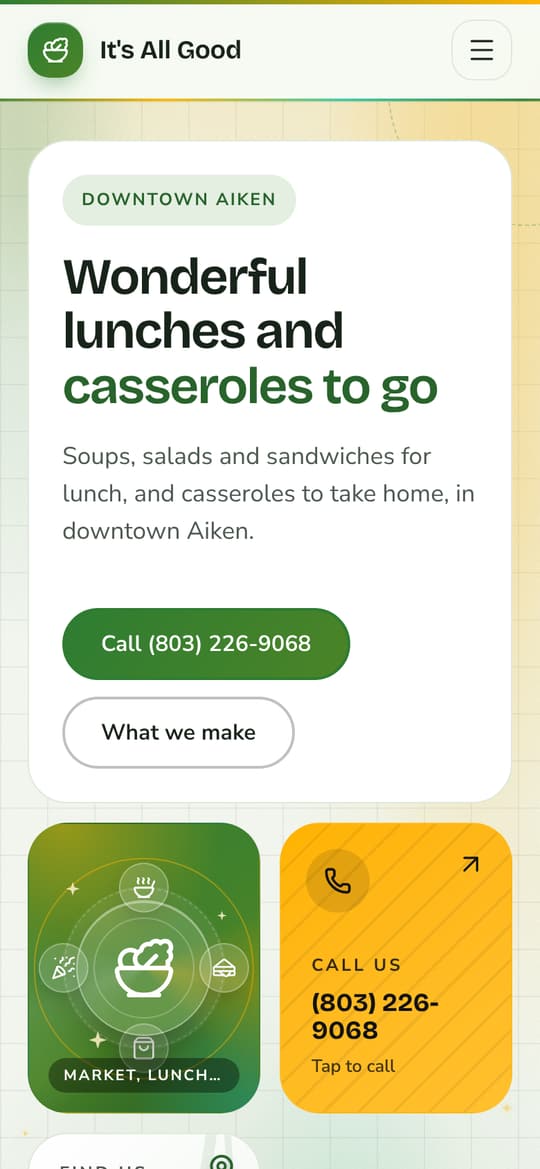 It's All Good
DOWNTOWN AIKEN
Wonderful
lunches and
casseroles to go
Soups, salads and sandwiches for
lunch, and casseroles to take home, in
downtown Aiken.
Call (803) 226-9068
What we make
MARKET, LUNCH…
CALL US
(803) 226-
9068
Tap to call
FIND US